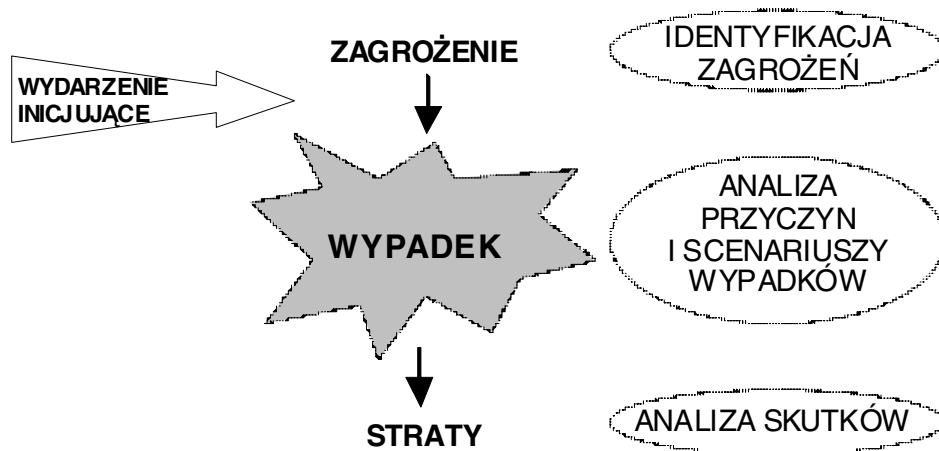 ZAGROŻENIE
IDENTYFIKACJA
ZAGROŻEŃ
WYDARZENIE
INICJUJĄCE
WYPADEK
ANALIZA
PRZYCZYN
I SCENARIUSZY
WYPADKÓW
STRATY
ANALIZA SKUTKÓW